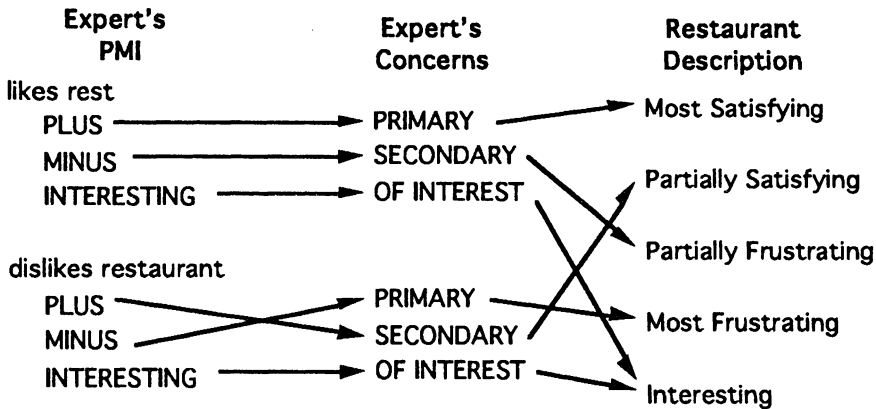 Expert's
PMI
Expert's
Concerns
Restaurant
Description
likes rest
PLUS
MINUS
INTERESTING
PRIMARY
SECONDARY
OF INTEREST
dislikes restaurant
PLUS
MINUS
INTERESTING
PRIMARY
SECONDARY
OF INTEREST
Most Satisfying
Partially Satisfying
Partially Frustrating
Most Frustrating
Interesting